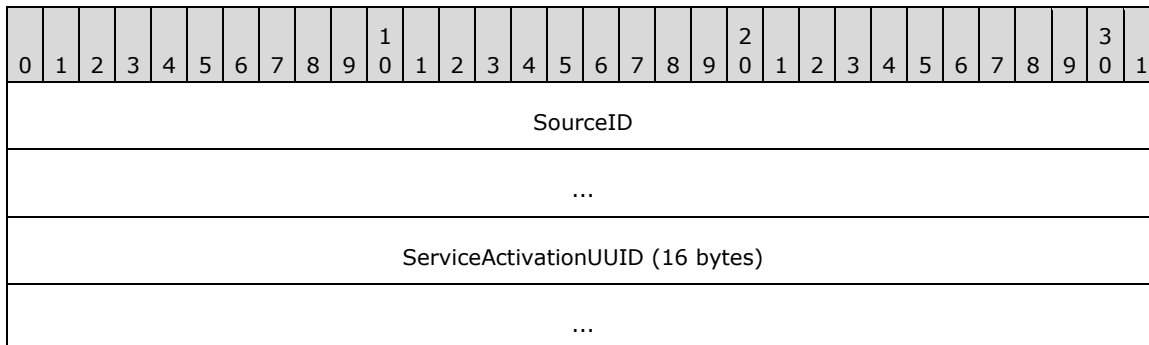 1 2 3
0 1 2 3 4 5 6 7 8 9 0 1 2 3 4 5 6 7 8 9 0 1 2 3 4 5 6 7 8 9 0 1
SourceID
...
ServiceActivationUUID (16 bytes)
...